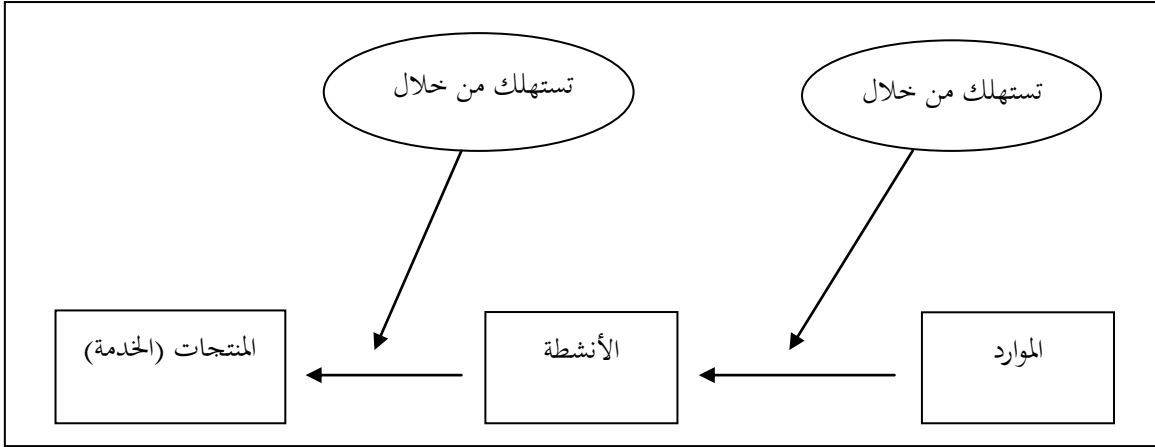 تستهلك من خلال
تستهلك من خلال
الموارد
الأنشطة
المنتجات (الخدمة)